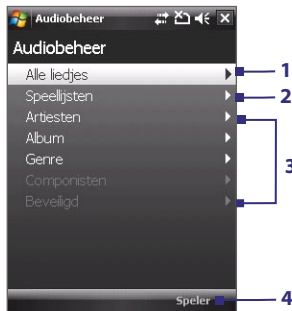 Audiobeheer
Audiobeheer
Alle liedjes
1
Speellijsten
2
Artiesten
Album
Genre
3
Componisten
Beveiligd
Speler
4